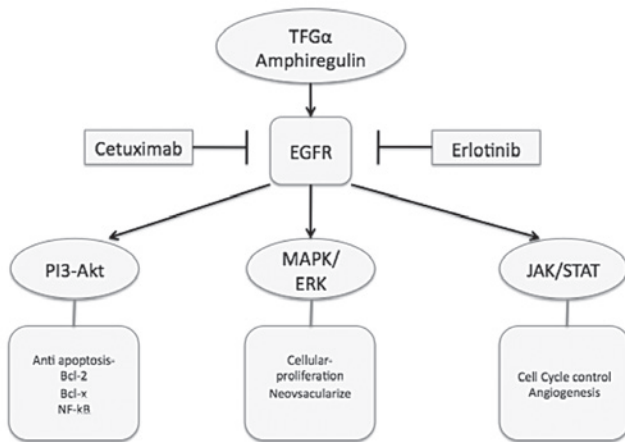 TFGα
Amphiregulin
Cetuximab
EGFR
Erlotinib
PI3-Akt
MAPK/
ERK
JAK/STAT
Anti apoptosis-
Bcl-2
Bcl-x
NF-kB
Cellular-
proliferation
Neovsacularize
Cell Cycle control
Angiogenesis